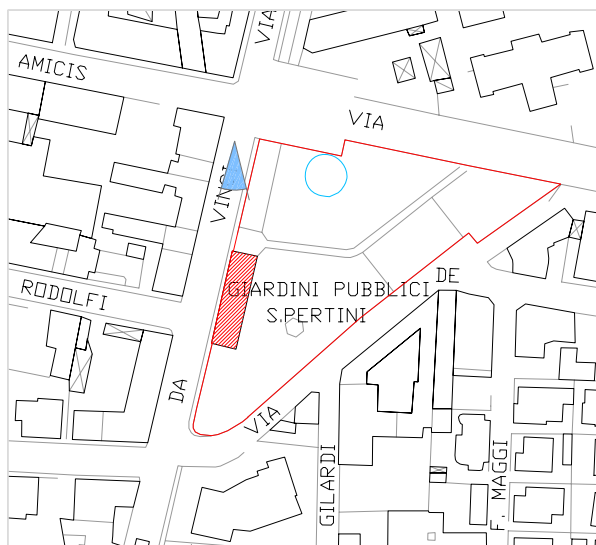 VIA
AMICIS
VIA
VINCI
DE
GIARDINI PUBBLICI
S.PERTINI
RODOLFI
DA
VIA
GILARDI
F. MAGGI